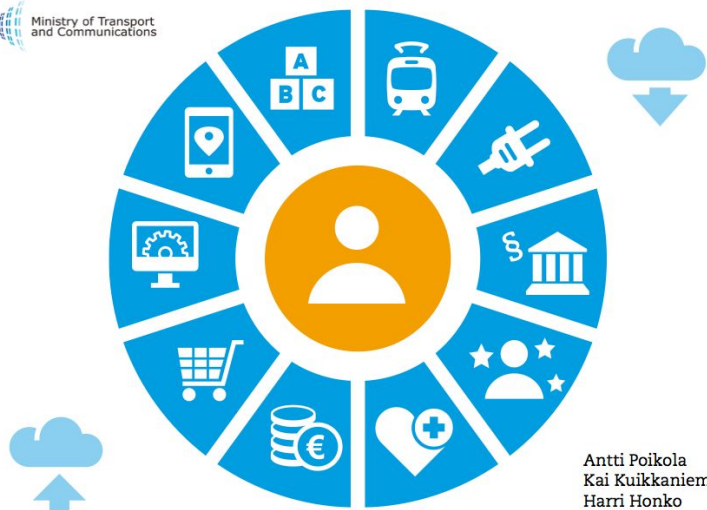 Ministry of Transport
and Communications
A
B C
§
€
Antti Poikola
Kai Kuikkaniem
Harri Honko